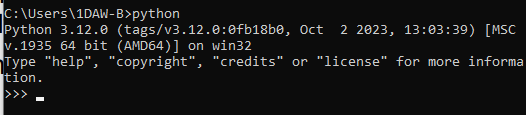 C:\Users\1DAW-B>python
Python 3.12.0 (tags/v3.12.0:0fb18b0, Oct  2 2023, 13:03:39) [MSC
v.1935 64 bit (AMD64)] on win32
Type "help", "copyright", "credits" or "license" for more informa
tion.
>>> _